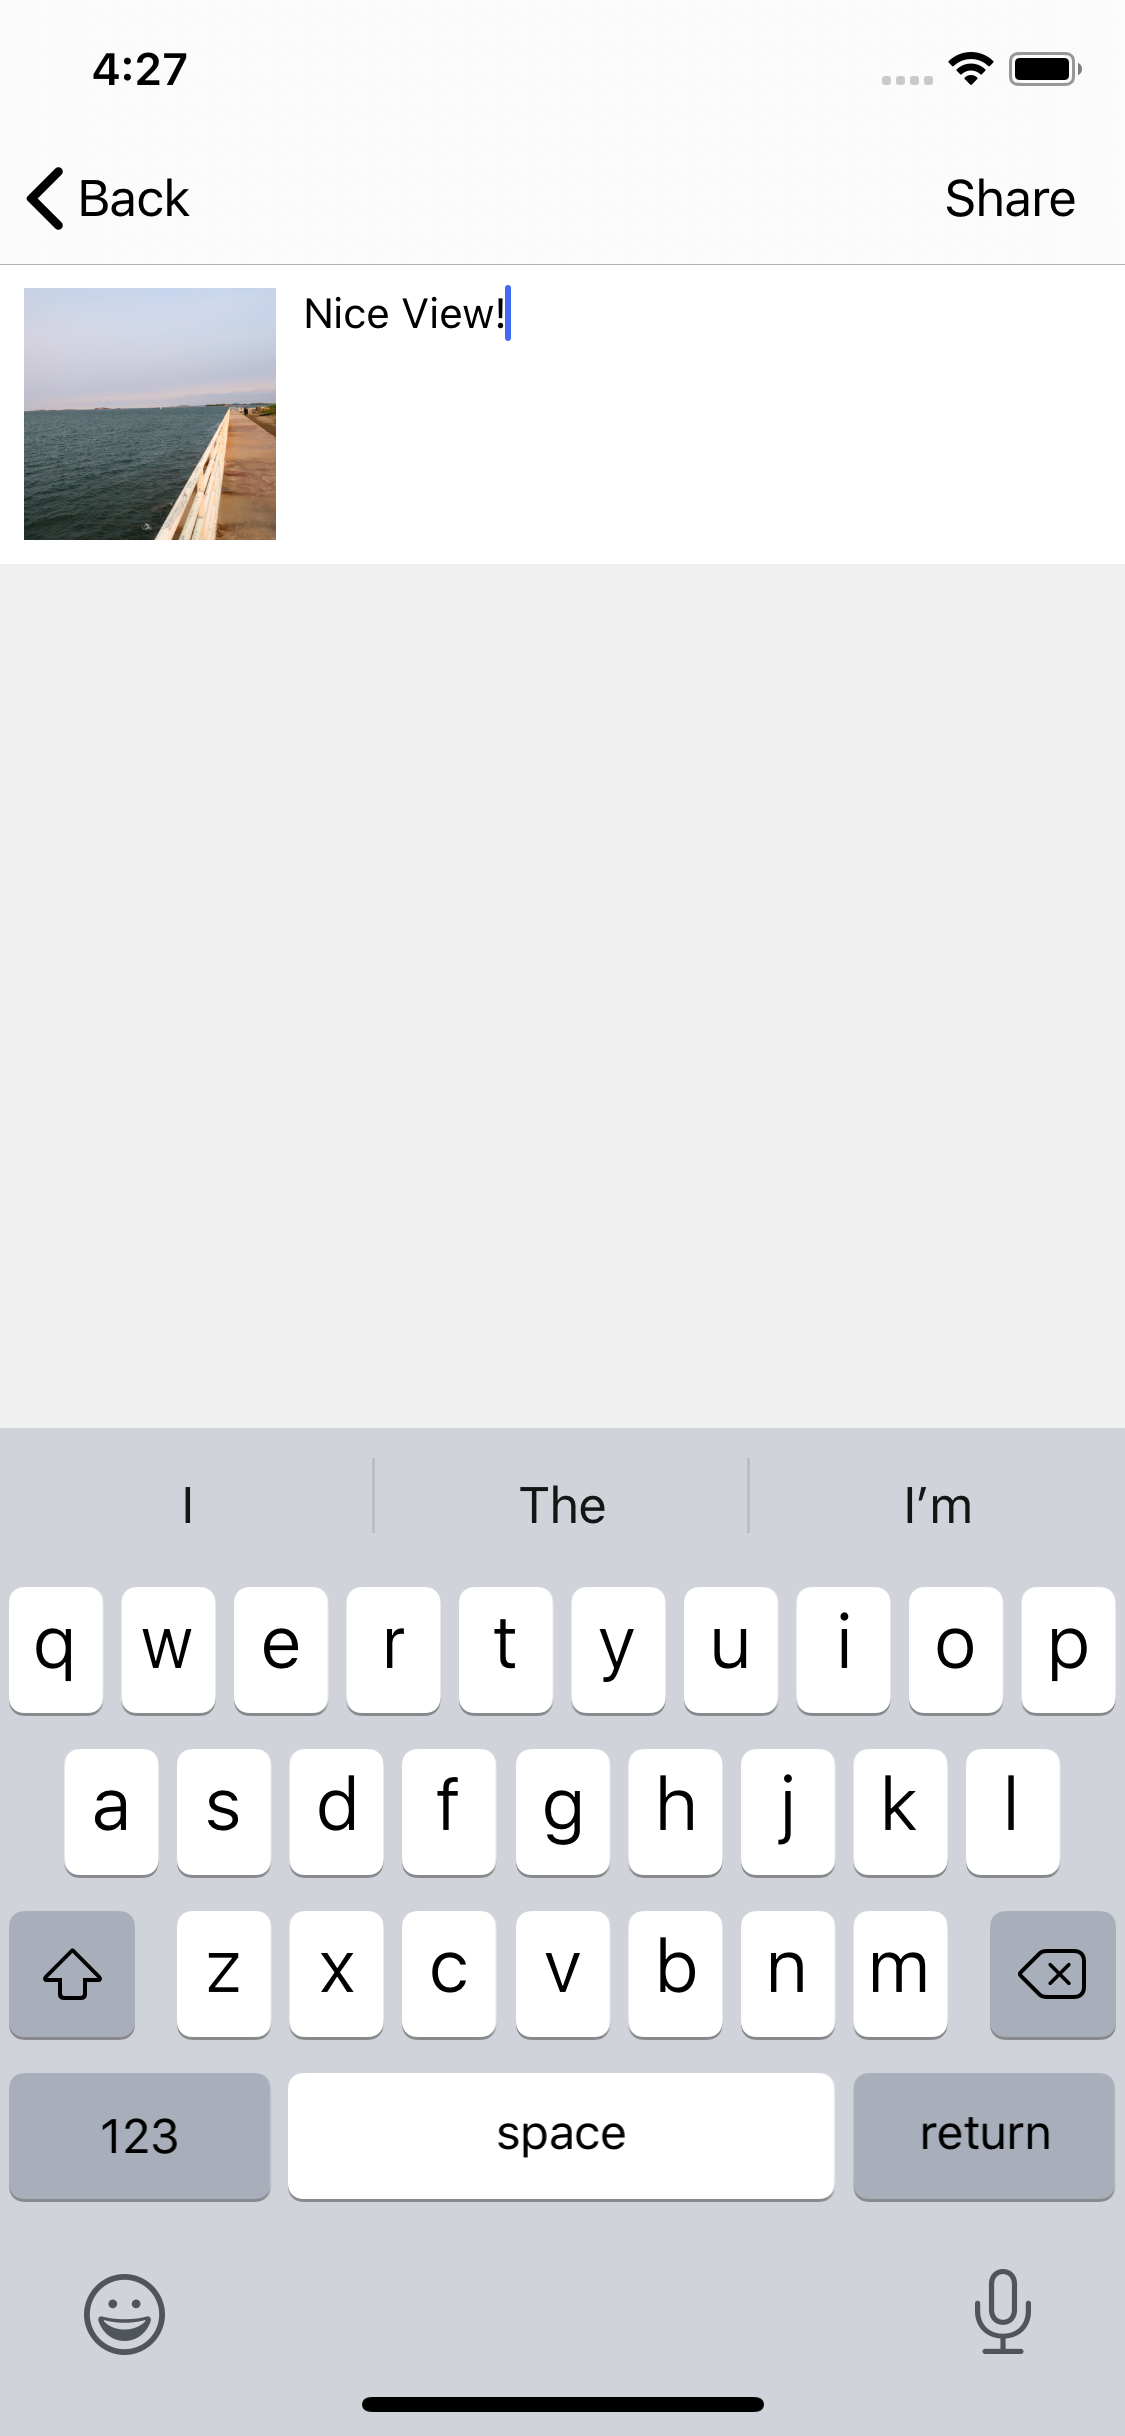 4:27
Back
Share
Nice View!
I
The
I’m
q w e r t y u i o p
a s d f g h j k l
z x c v b n m
123
space
return